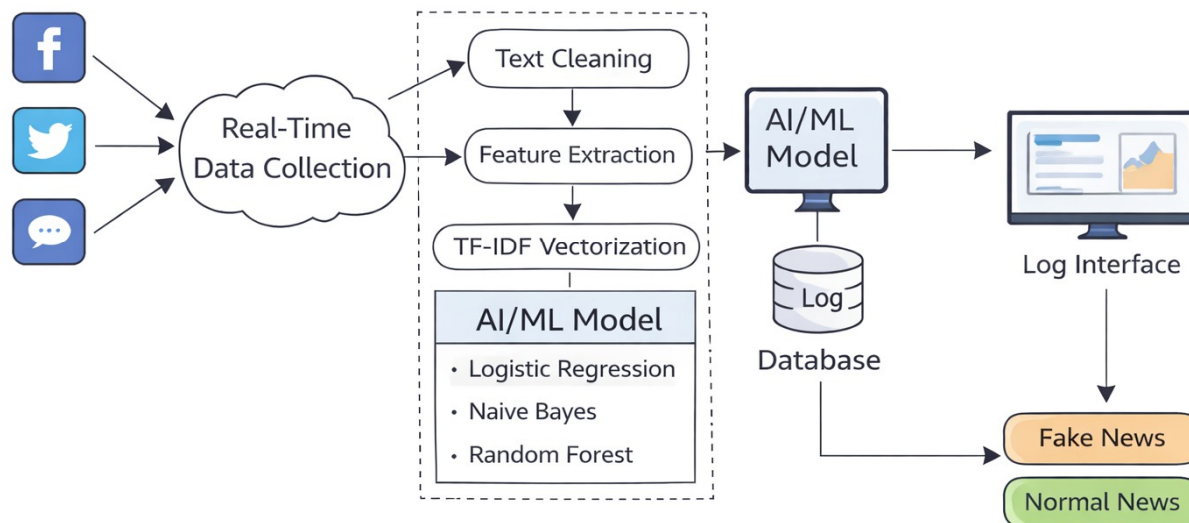 f
Real-Time
Data Collection
Text Cleaning
Feature Extraction
TF-IDF Vectorization
AI/ML Model
• Logistic Regression
• Naive Bayes
• Random Forest
AI/ML
Model
Log
Database
Log Interface
Fake News
Normal News